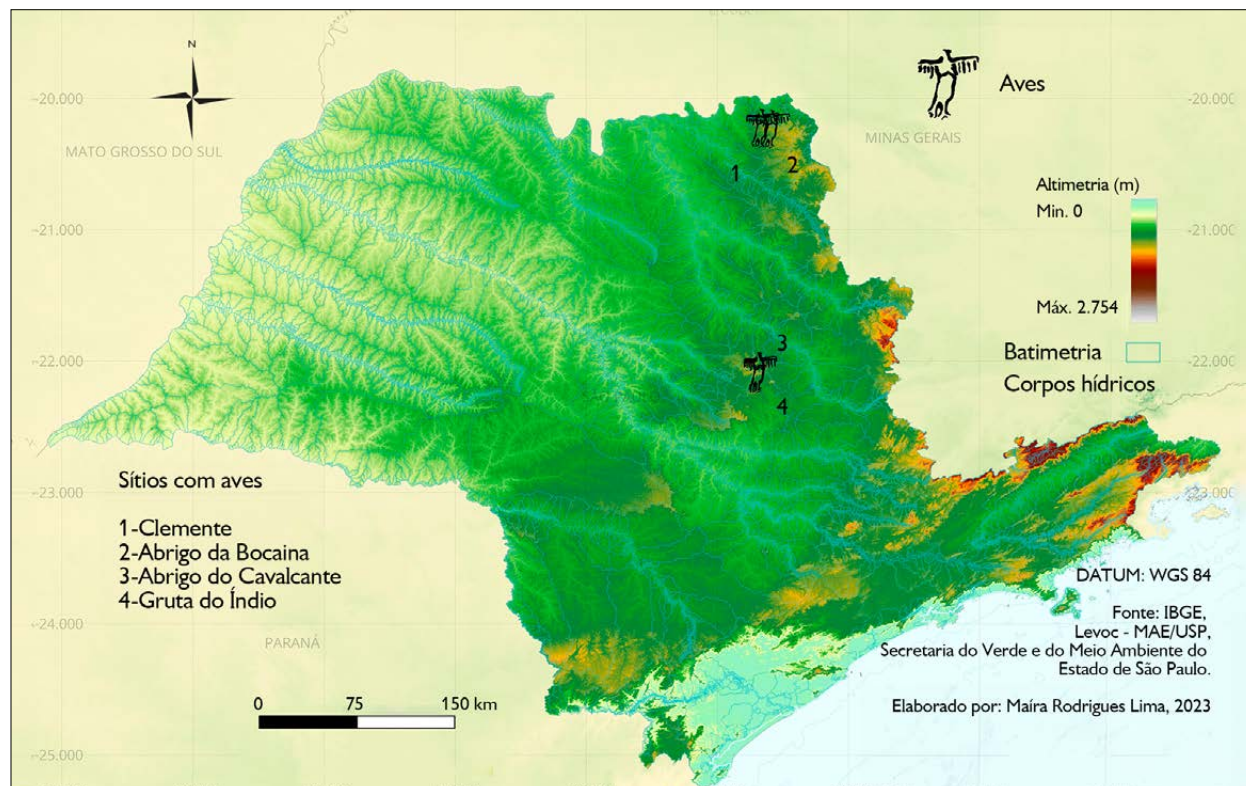 N
Aves
-20.000
-20.000
MATO GROSSO DO SUL
MINAS GERAIS
1
2
Altimetria (m)
Min. 0
-21.000
-21.000
Máx. 2.754
3
Batimetria
-22.000
-22.000
Corpos hídricos
4
Sítios com aves
-23.000
-23.000
1-Clemente
2-Abrigo da Bocaina
3-Abrigo do Cavalcante
4-Gruta do Índio
DATUM: WGS 84
Fonte: IBGE,
Levoc - MAE/USP,
Secretaria do Verde e do Meio Ambiente do
Estado de São Paulo.
-24.000
PARANÁ
0 75 150 km
Elaborado por: Maíra Rodrigues Lima, 2023
-25.000